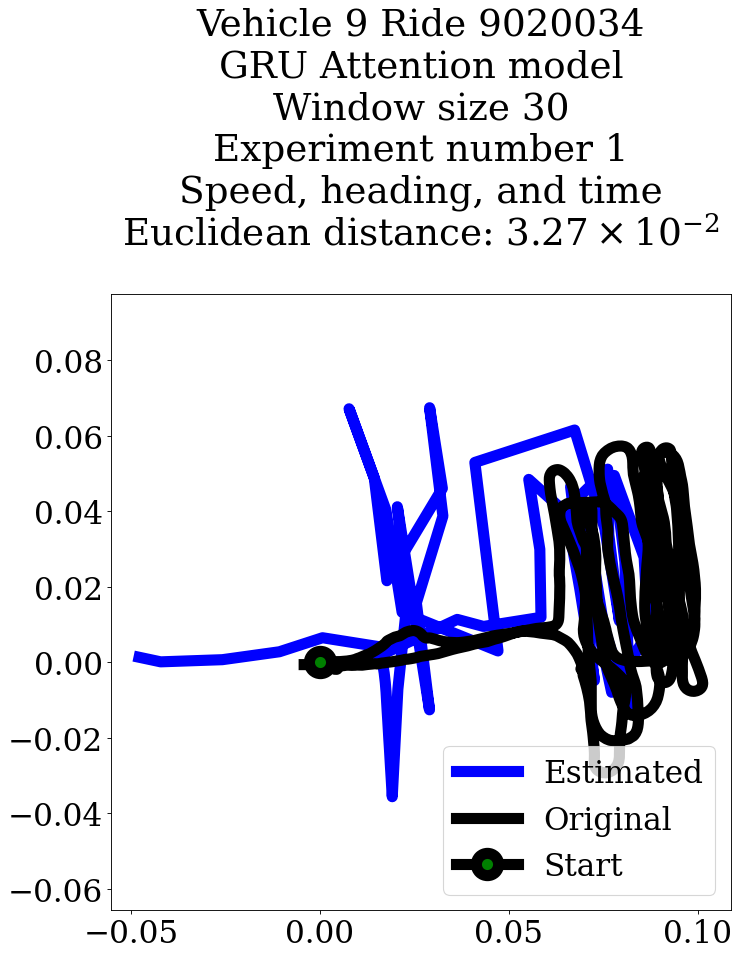 Vehicle 9 Ride 9020034
GRU Attention model
Window size 30
Experiment number 1
Speed, heading, and time
Euclidean distance: 3.27 × 10⁻²
0.08
0.06
0.04
0.02
0.00
−0.02
−0.04
−0.06
−0.05
0.00
0.05
0.10
Estimated
Original
Start